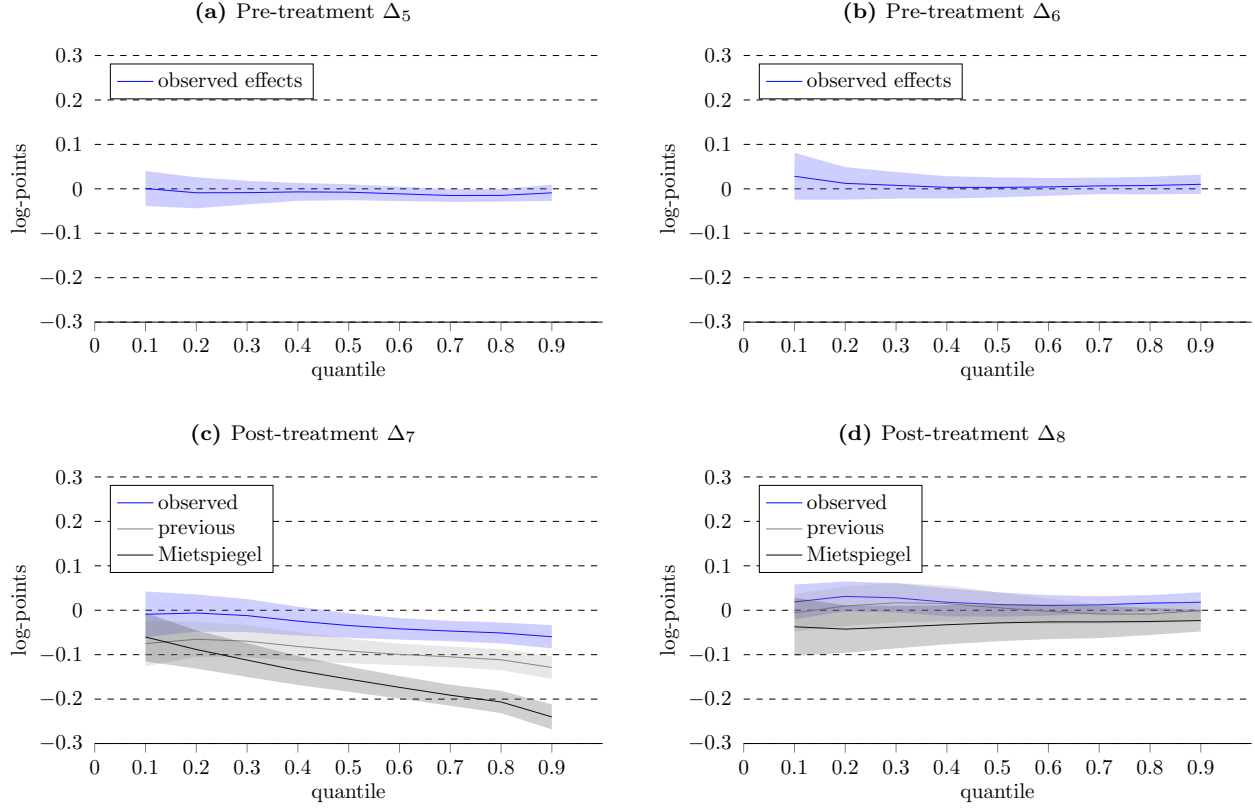 (a) Pre-treatment Δ5
0.3
0.2
0.1
0
−0.1
−0.2
−0.3
log-points
observed effects
0 0.1 0.2 0.3 0.4 0.5 0.6 0.7 0.8 0.9
quantile
(b) Pre-treatment Δ6
0.3
0.2
0.1
0
−0.1
−0.2
−0.3
log-points
observed effects
0 0.1 0.2 0.3 0.4 0.5 0.6 0.7 0.8 0.9
quantile
(c) Post-treatment Δ7
0.3
0.2
0.1
0
−0.1
−0.2
−0.3
log-points
observed
previous
Mietspiegel
0 0.1 0.2 0.3 0.4 0.5 0.6 0.7 0.8 0.9
quantile
(d) Post-treatment Δ8
0.3
0.2
0.1
0
−0.1
−0.2
−0.3
log-points
observed
previous
Mietspiegel
0 0.1 0.2 0.3 0.4 0.5 0.6 0.7 0.8 0.9
quantile